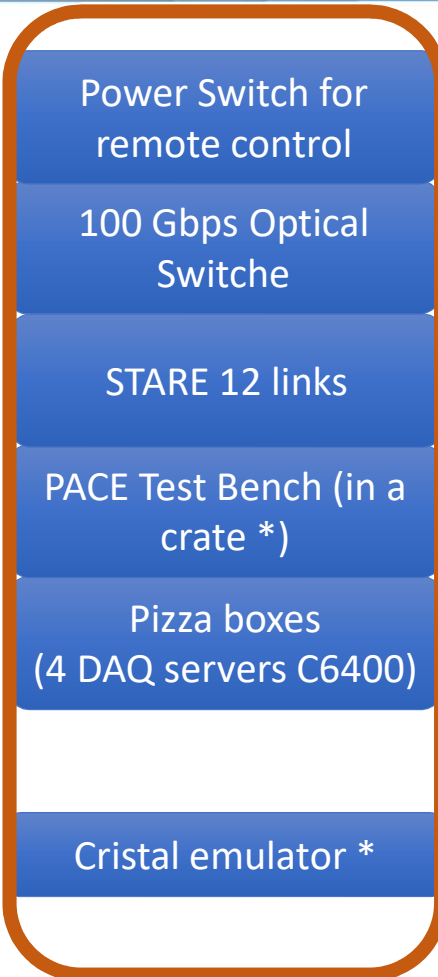 Power Switch for
remote control
100 Gbps Optical
Switche
STARE 12 links
PACE Test Bench (in a
crate *)
Pizza boxes
(4 DAQ servers C6400)
Cristal emulator *